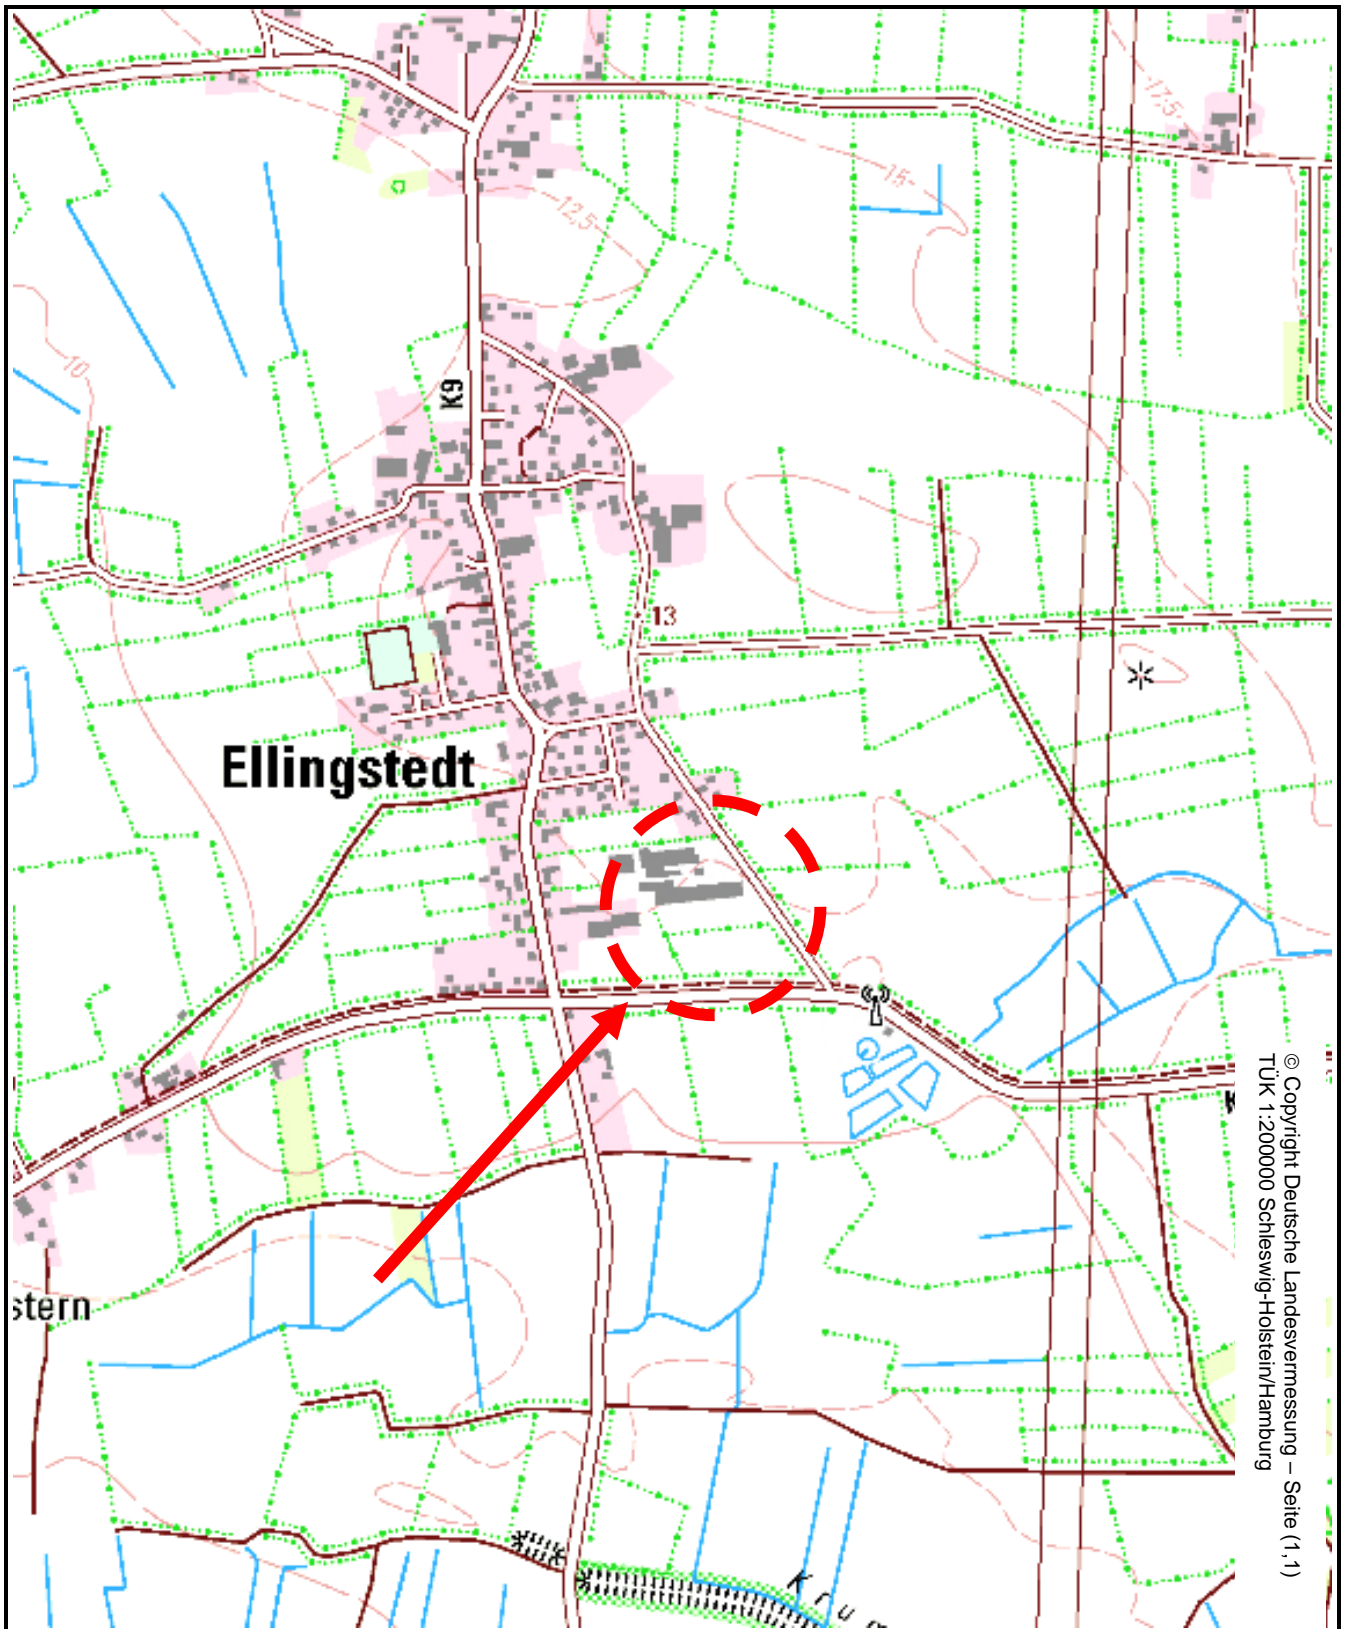 17,5
15
12,5
10
K9
13
Ellingstedt
© Copyright Deutsche Landesvermessung – Seite (1,1)
TÜK 1:200000 Schleswig-Holstein/Hamburg
stern
Krum